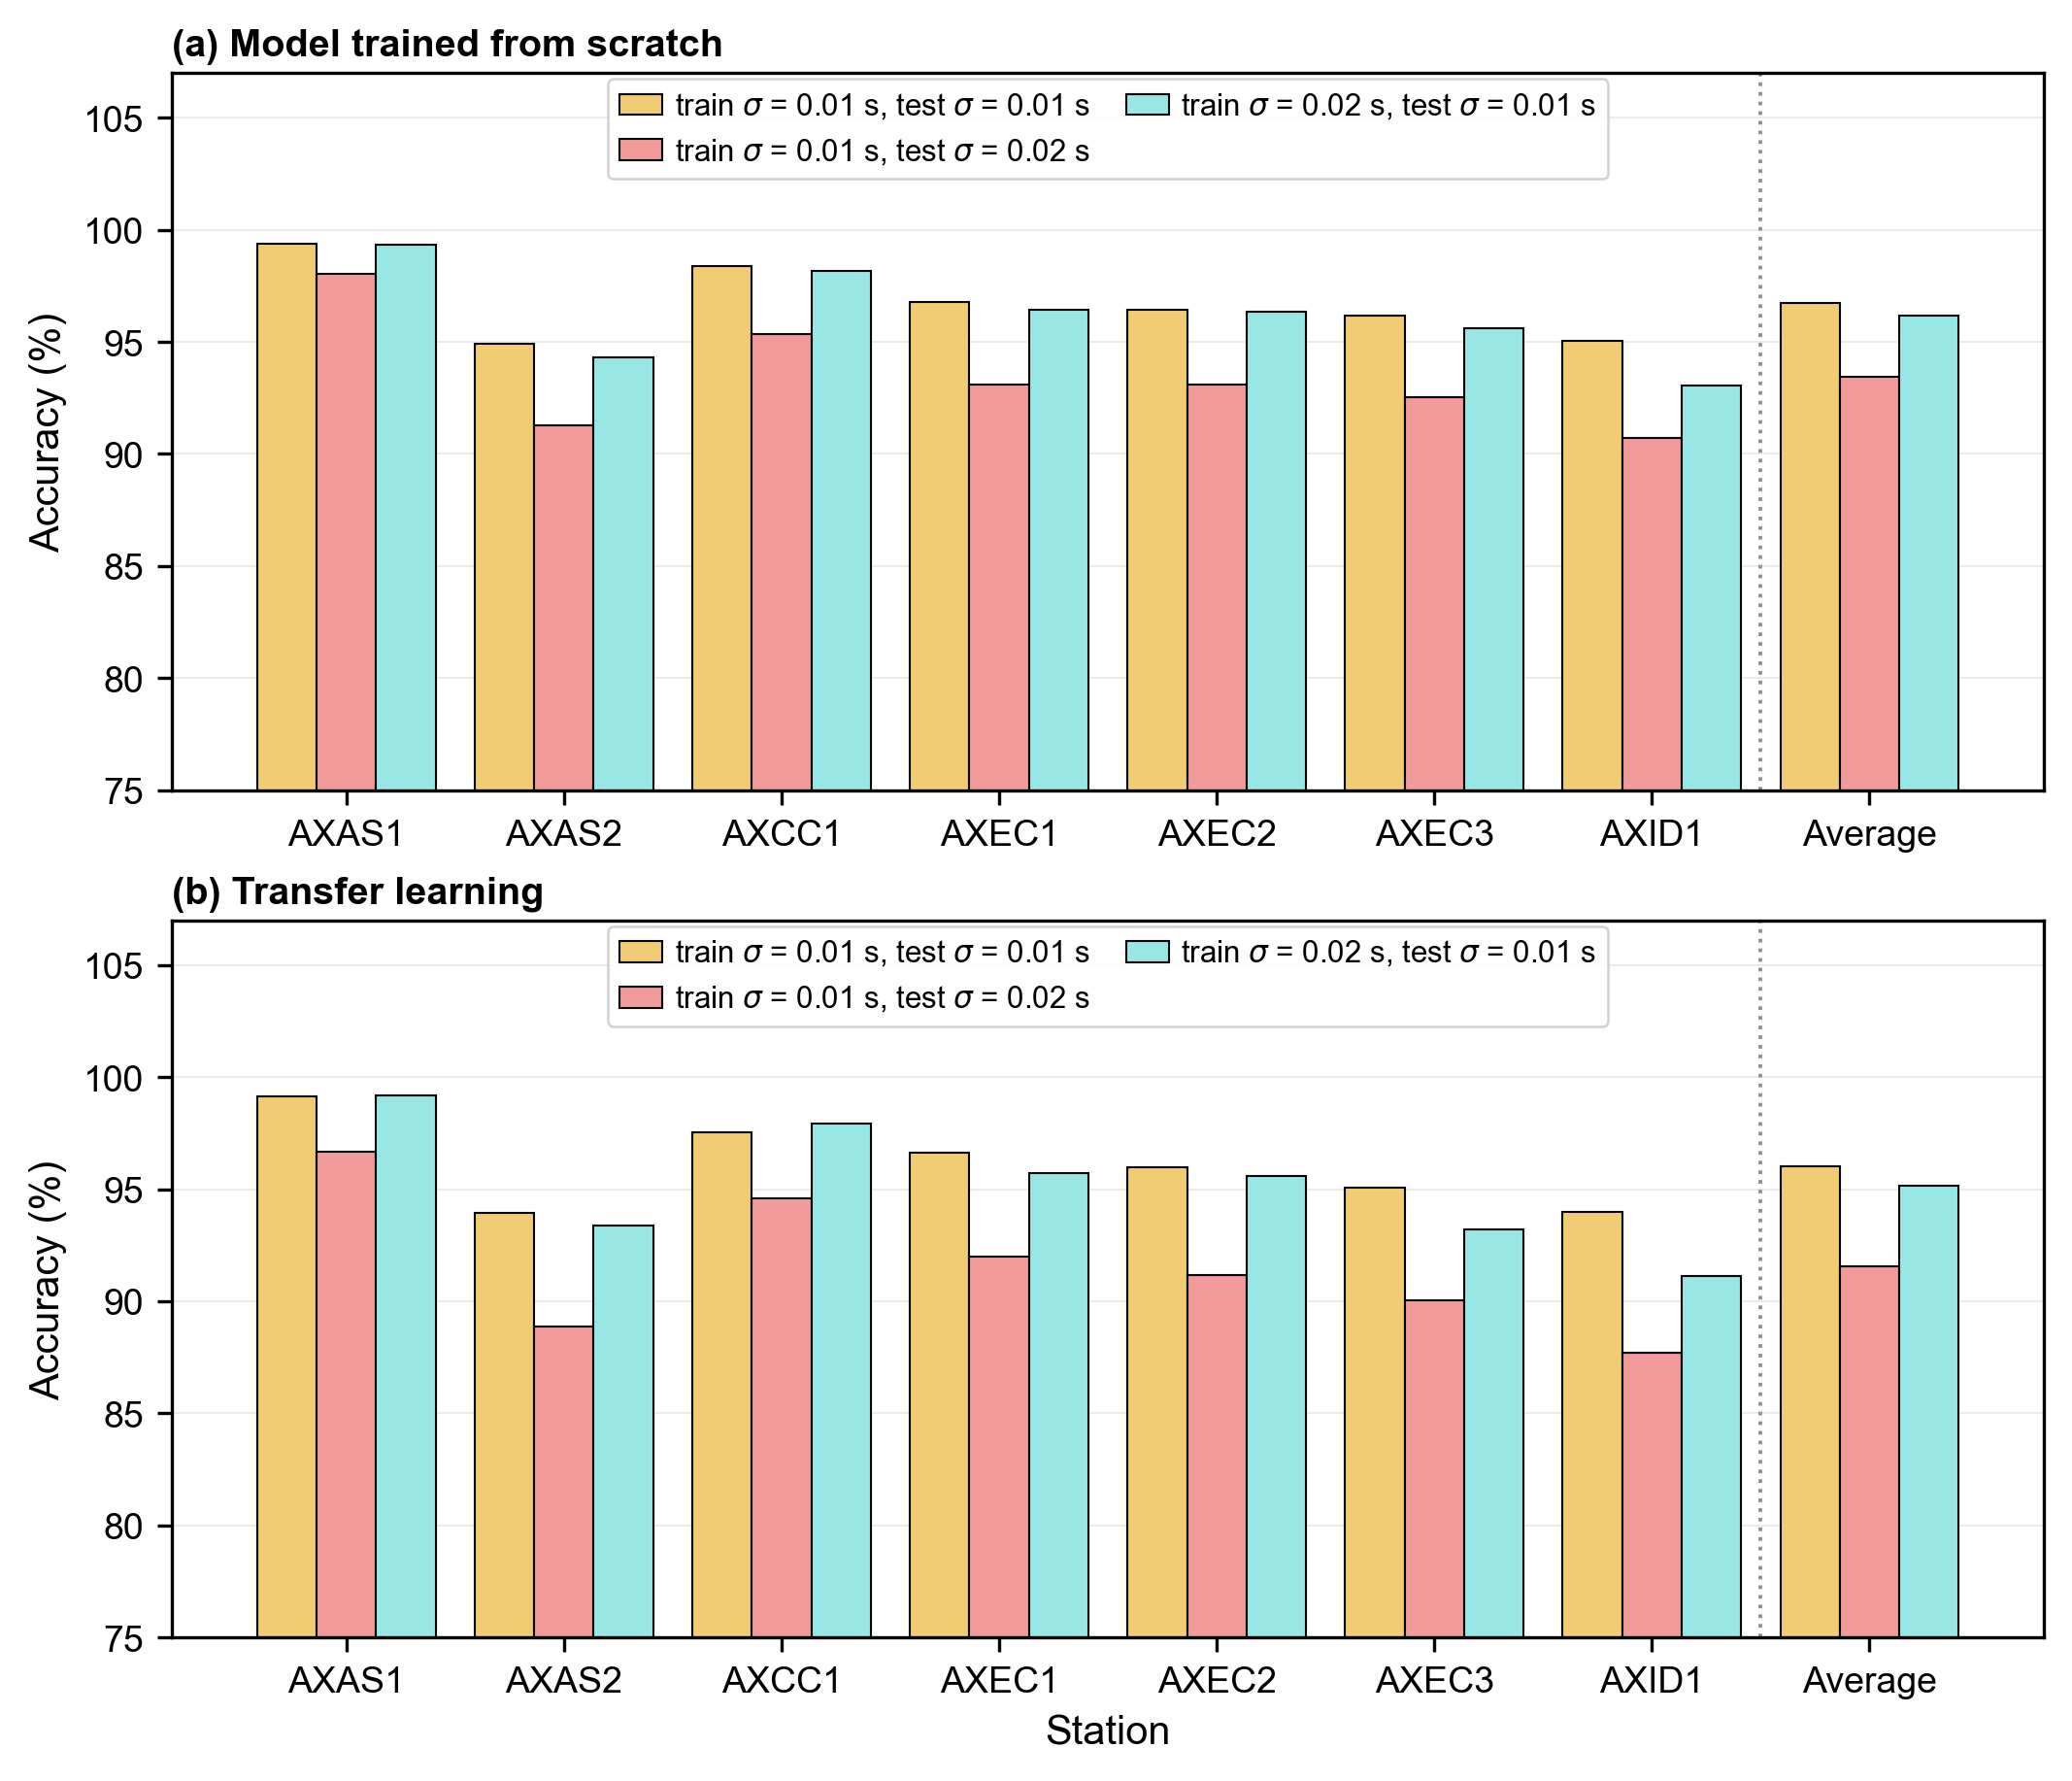 (a) Model trained from scratch
train σ = 0.01 s, test σ = 0.01 s
train σ = 0.02 s, test σ = 0.01 s
train σ = 0.01 s, test σ = 0.02 s
Accuracy (%)
105
100
95
90
85
80
75
AXAS1 AXAS2 AXCC1 AXEC1 AXEC2 AXEC3 AXID1 Average
(b) Transfer learning
train σ = 0.01 s, test σ = 0.01 s
train σ = 0.02 s, test σ = 0.01 s
train σ = 0.01 s, test σ = 0.02 s
Accuracy (%)
105
100
95
90
85
80
75
AXAS1 AXAS2 AXCC1 AXEC1 AXEC2 AXEC3 AXID1 Average
Station